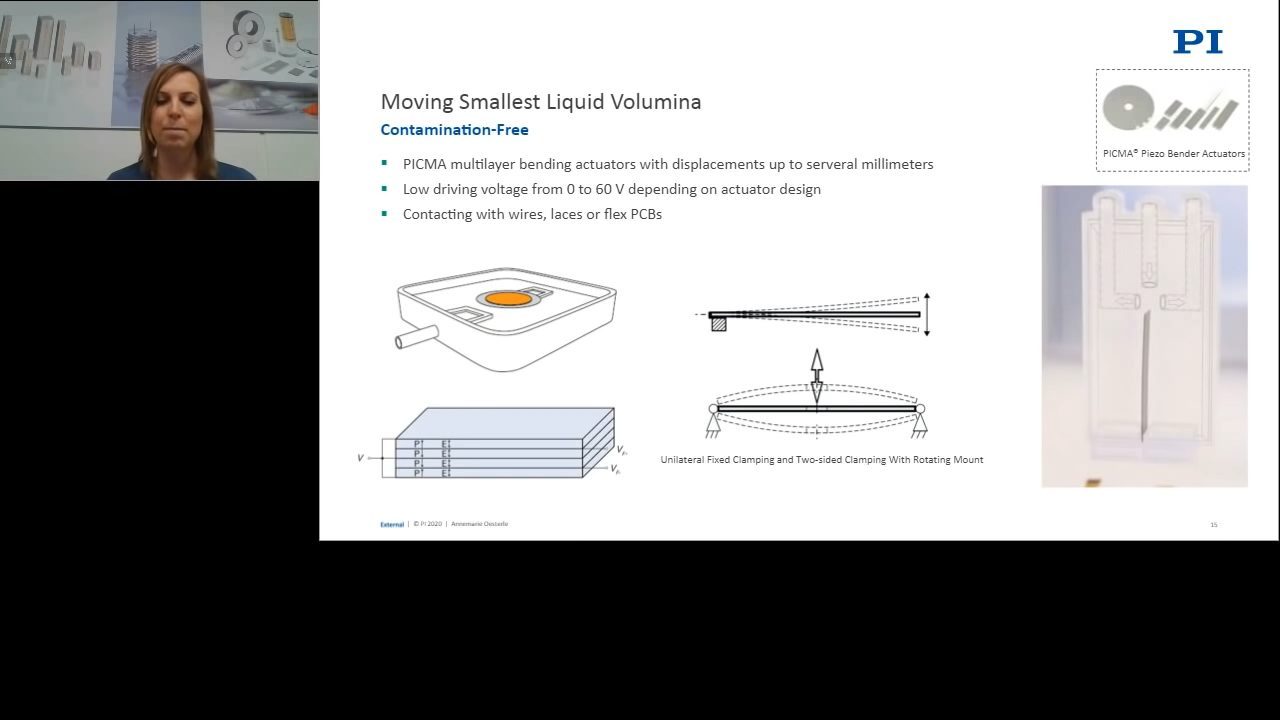 PI
Moving Smallest Liquid Volumina
Contamination-Free
▪ PICMA multilayer bending actuators with displacements up to serveral millimeters
▪ Low driving voltage from 0 to 60 V depending on actuator design
▪ Contacting with wires, laces or flex PCBs
PICMA® Piezo Bender Actuators
V
P E
P E
P E
P E
Unilateral Fixed Clamping and Two-sided Clamping With Rotating Mount
External | © PI 2020 | Annemarie Oesterle
15